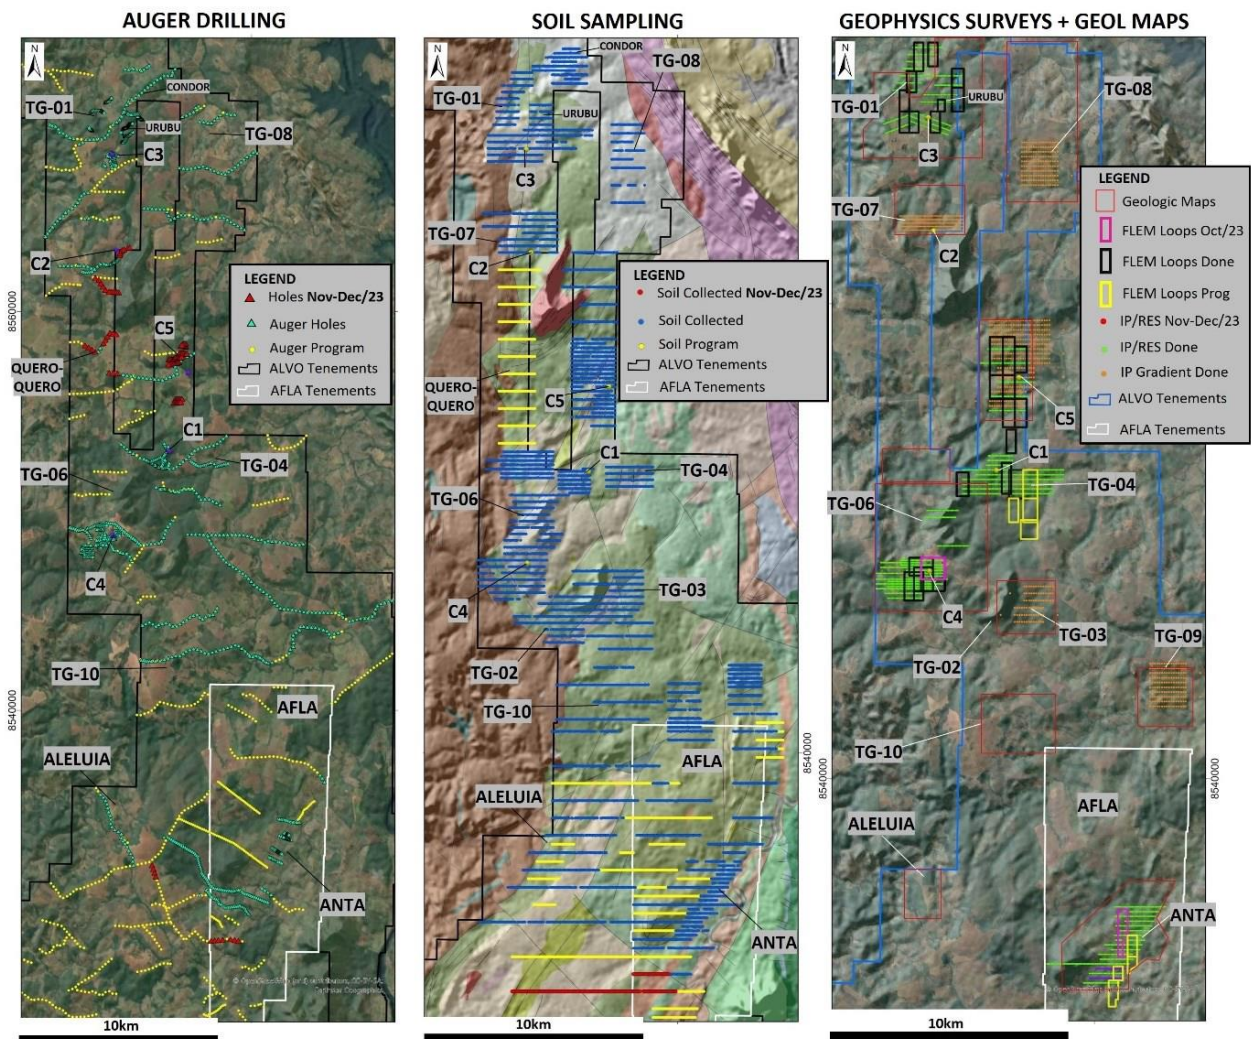 AUGER DRILLING
N
CONDOR
TG-01
URUBU
TG-08
C3
C2
C5
QUERO-
QUERO
C1
TG-06
TG-04
C4
TG-10
AFLA
ALELUIA
ANTA
8560000
8540000
LEGEND
Holes Nov-Dec/23
Auger Holes
Auger Program
ALVO Tenements
AFLA Tenements
10km
SOIL SAMPLING
N
CONDOR
TG-08
TG-01
URUBU
C3
TG-07
C2
QUERO-
QUERO
C5
C1
TG-04
TG-06
C4
TG-03
TG-02
TG-10
AFLA
ALELUIA
ANTA
8540000
LEGEND
Soil Collected Nov-Dec/23
Soil Collected
Soil Program
ALVO Tenements
AFLA Tenements
10km
GEOPHYSICS SURVEYS + GEOL MAPS
N
TG-01
URUBU
TG-08
C3
TG-07
C2
C5
C1
TG-04
TG-06
C4
TG-03
TG-02
TG-09
TG-10
AFLA
ALELUIA
ANTA
8540000
8540000
LEGEND
Geologic Maps
FLEM Loops Oct/23
FLEM Loops Done
FLEM Loops Prog
IP/RES Nov-Dec/23
IP/RES Done
IP Gradient Done
ALVO Tenements
AFLA Tenements
10km